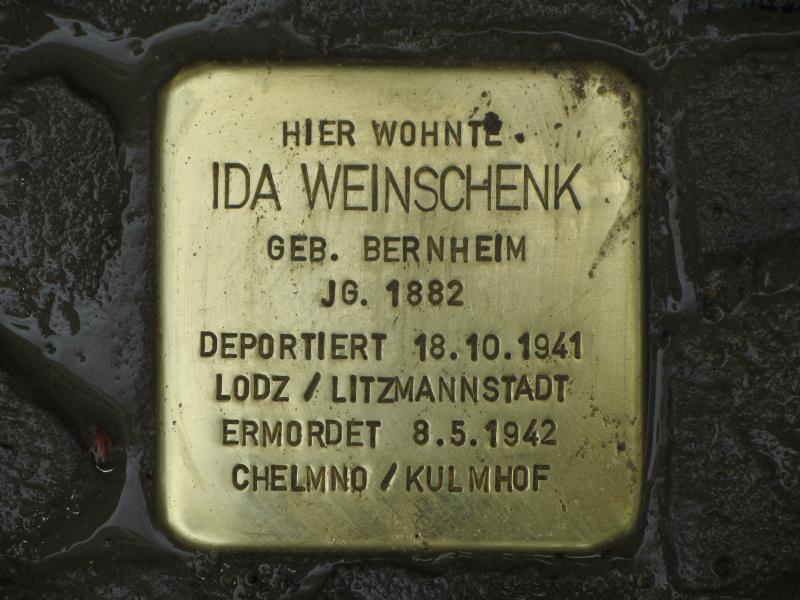 HIER WOHNTE
IDA WEINSCHENK
GEB. BERNHEIM
JG. 1882
DEPORTIERT 18.10.1941
LODZ / LITZMANNSTADT
ERMORDET 8.5.1942
CHELMNO / KULMHOF